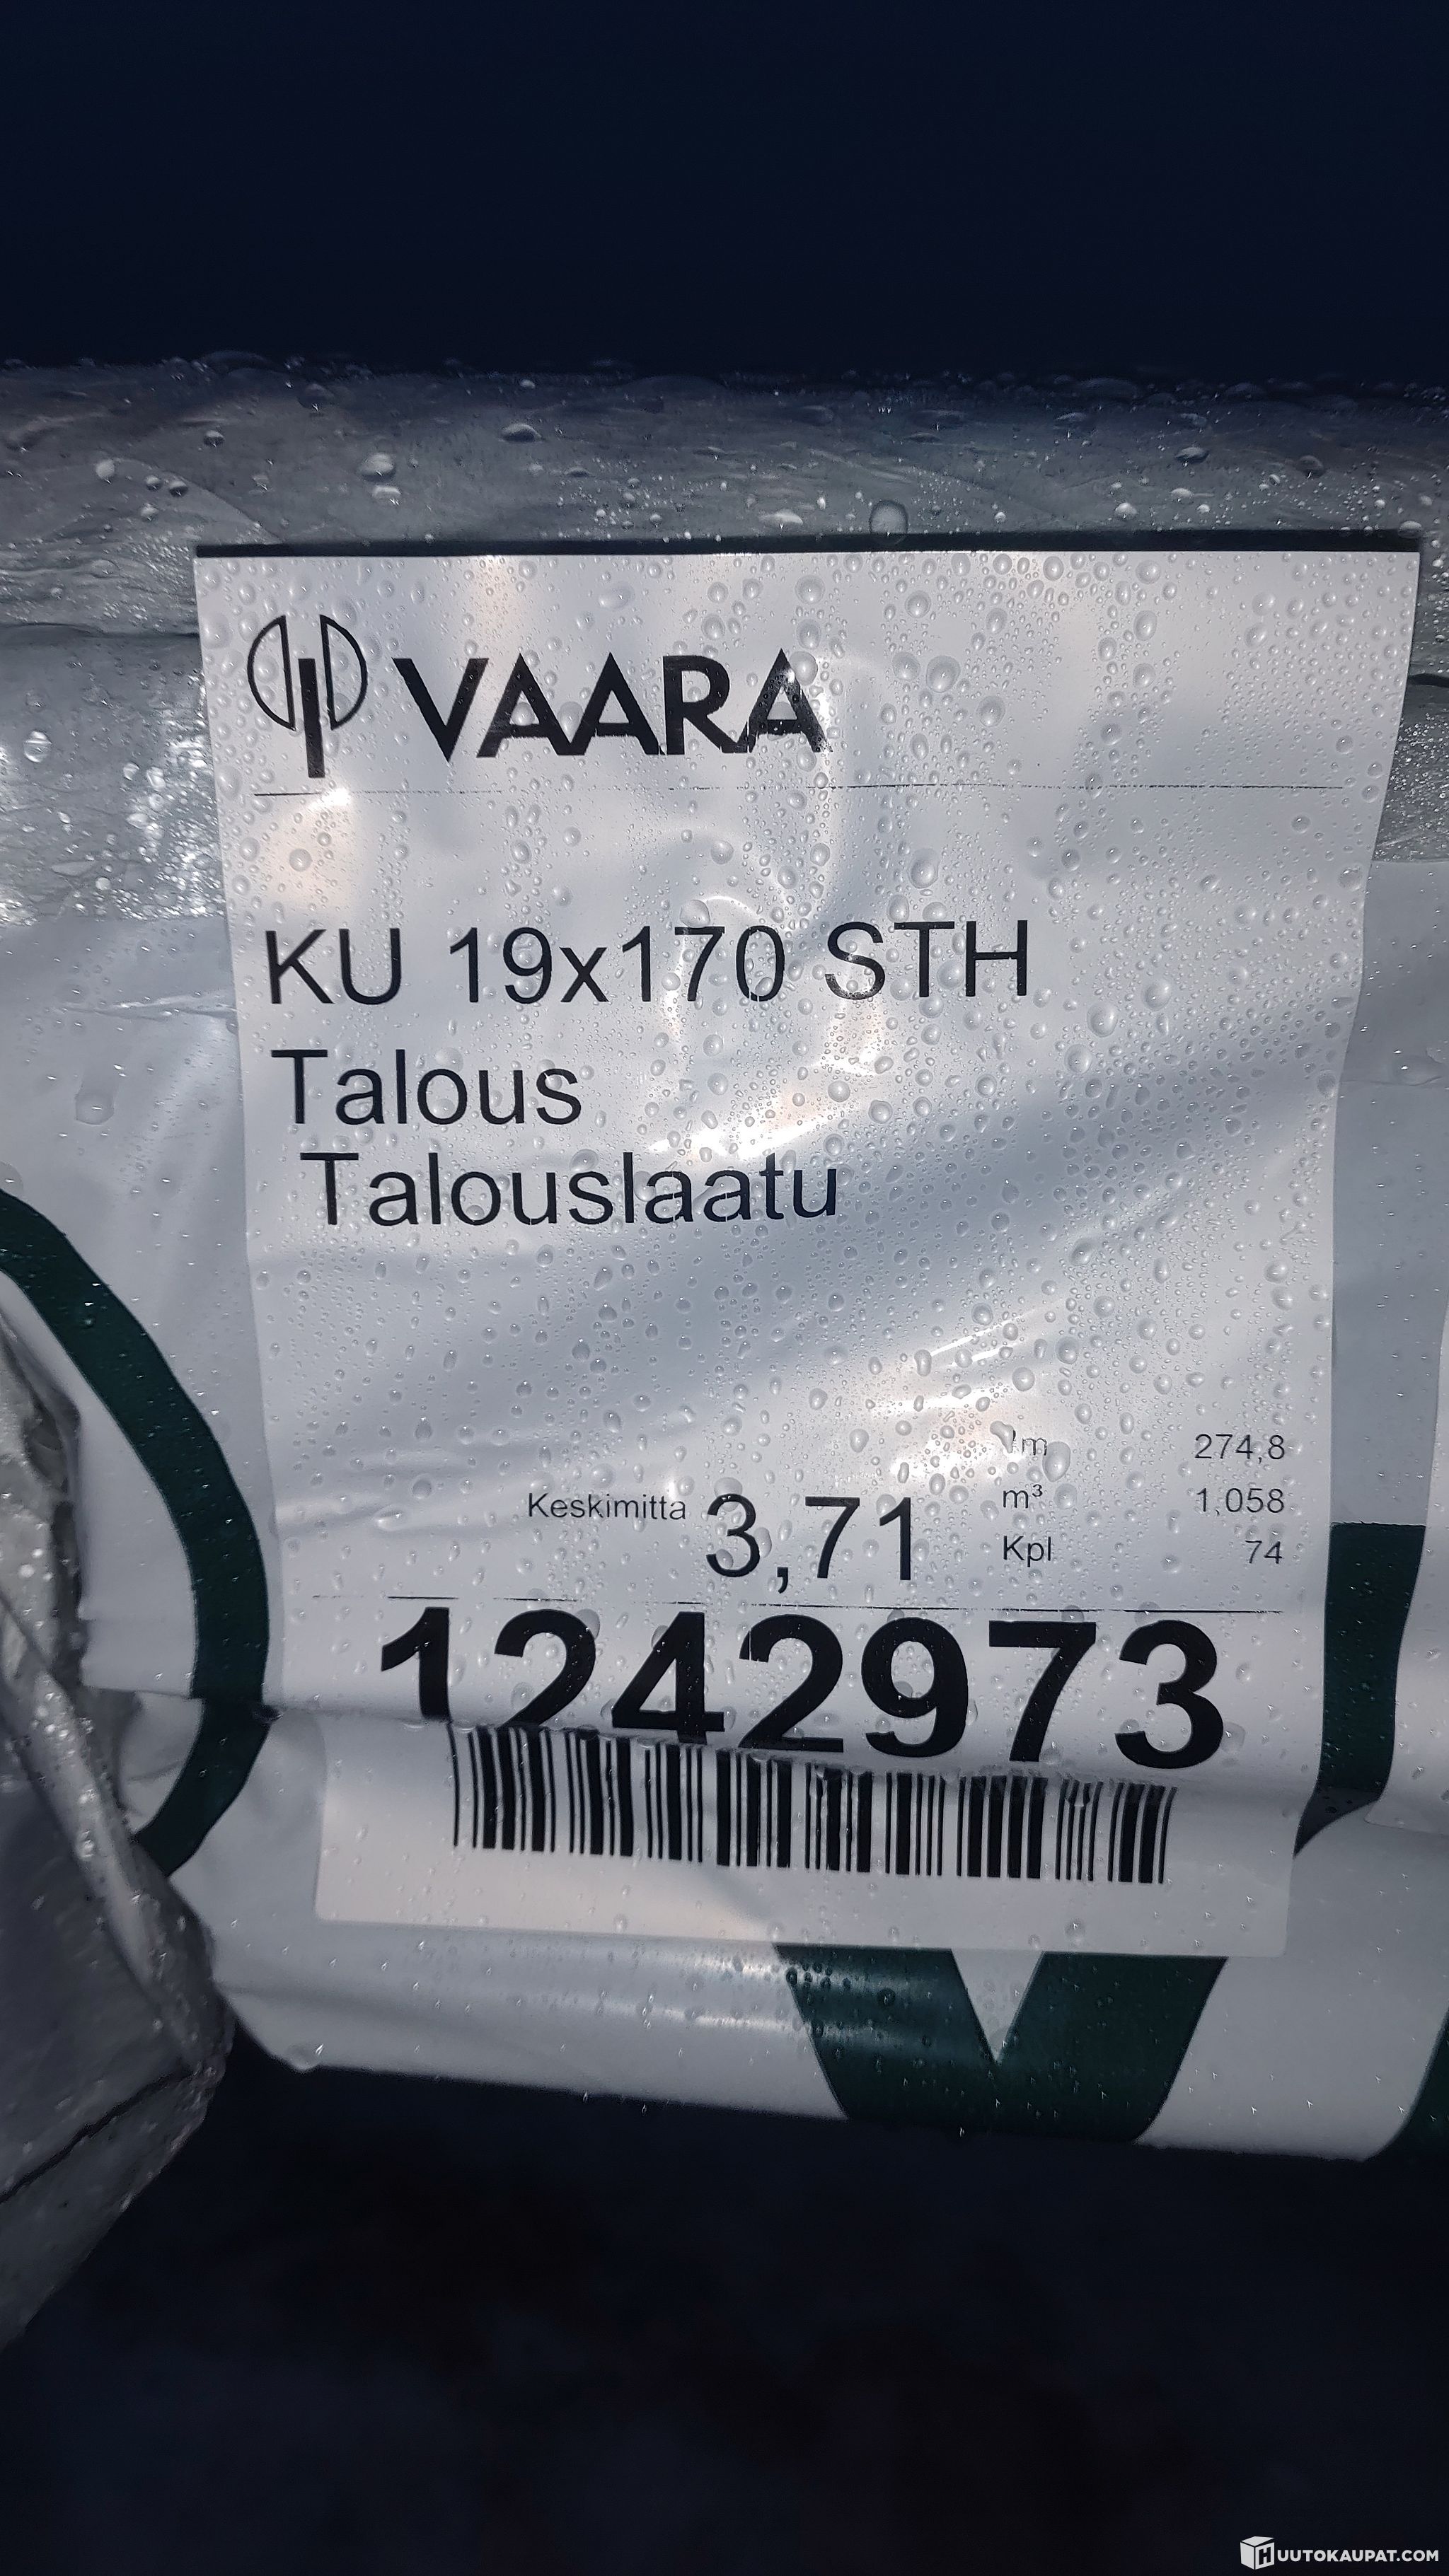 VAARA
KU 19x170 STH
Talous
Talouslaatu
274,8
Keskimitta 3,71 m³ 1,058
Kpl 74
1242973
HUUTOKAUPAT.COM